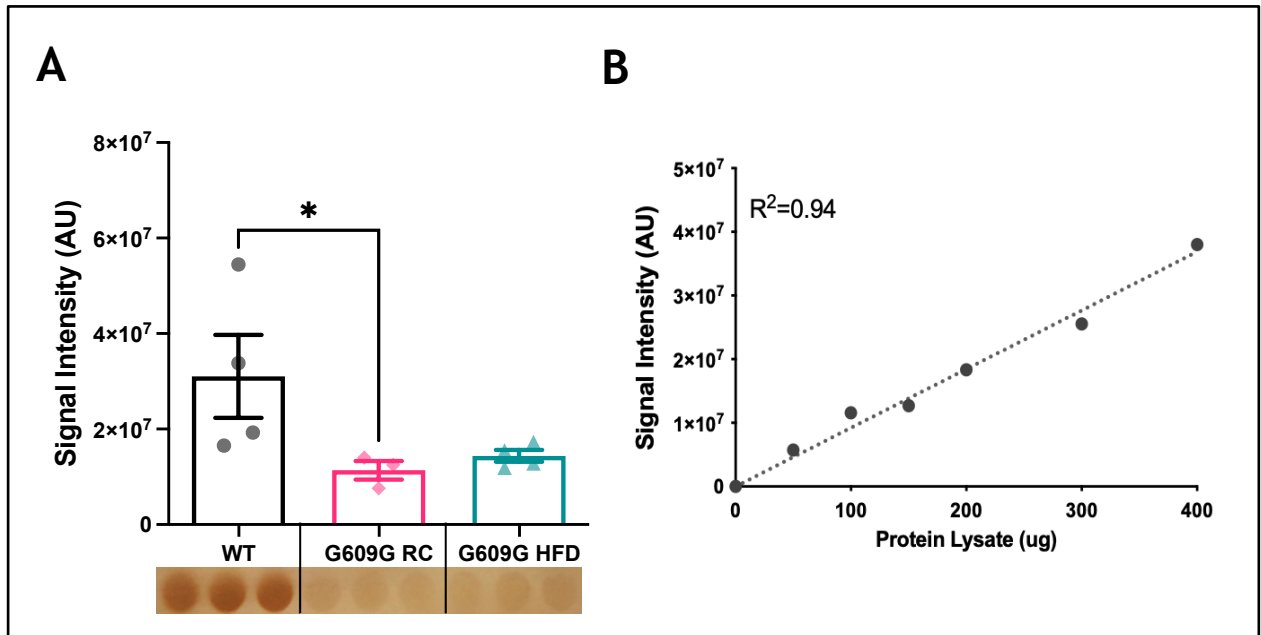 A
8×10⁷
6×10⁷
4×10⁷
2×10⁷
0
Signal Intensity (AU)
*
WT
G609G RC
G609G HFD
B
5×10⁷
4×10⁷
3×10⁷
2×10⁷
1×10⁷
0
Signal Intensity (AU)
R²=0.94
0
100
200
300
400
Protein Lysate (ug)